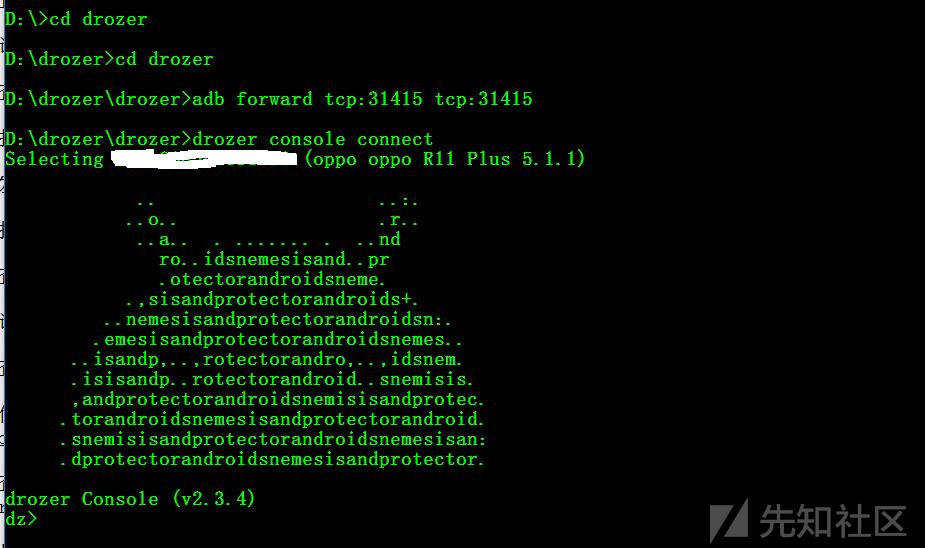 D:\>cd drozer
D:\drozer>cd drozer
D:\drozer\drozer>adb forward tcp:31415 tcp:31415
D:\drozer\drozer>drozer console connect
Selecting (oppo oppo R11 Plus 5.1.1)
.. ..:.
..o.. .r..
..a.. . ....... . ..nd
ro..idsnemesisand..pr
.otectorandroidsneme.
.,sisandprotectorandroids+.
..nemesisandprotectorandroidsn:.
.emesisandprotectorandroidsnemes..
..isandp,..,rotectorandro,..,idsnem.
.isisandp..rotectorandroid..snemisis.
,andprotectorandroidsnemisisandprotec.
.torandroidsnemesisandprotectorandroid.
.snemisisandprotectorandroidsnemesisan:
.dprotectorandroidsnemesisandprotector.
drozer Console (v2.3.4)
dz>
先知社区